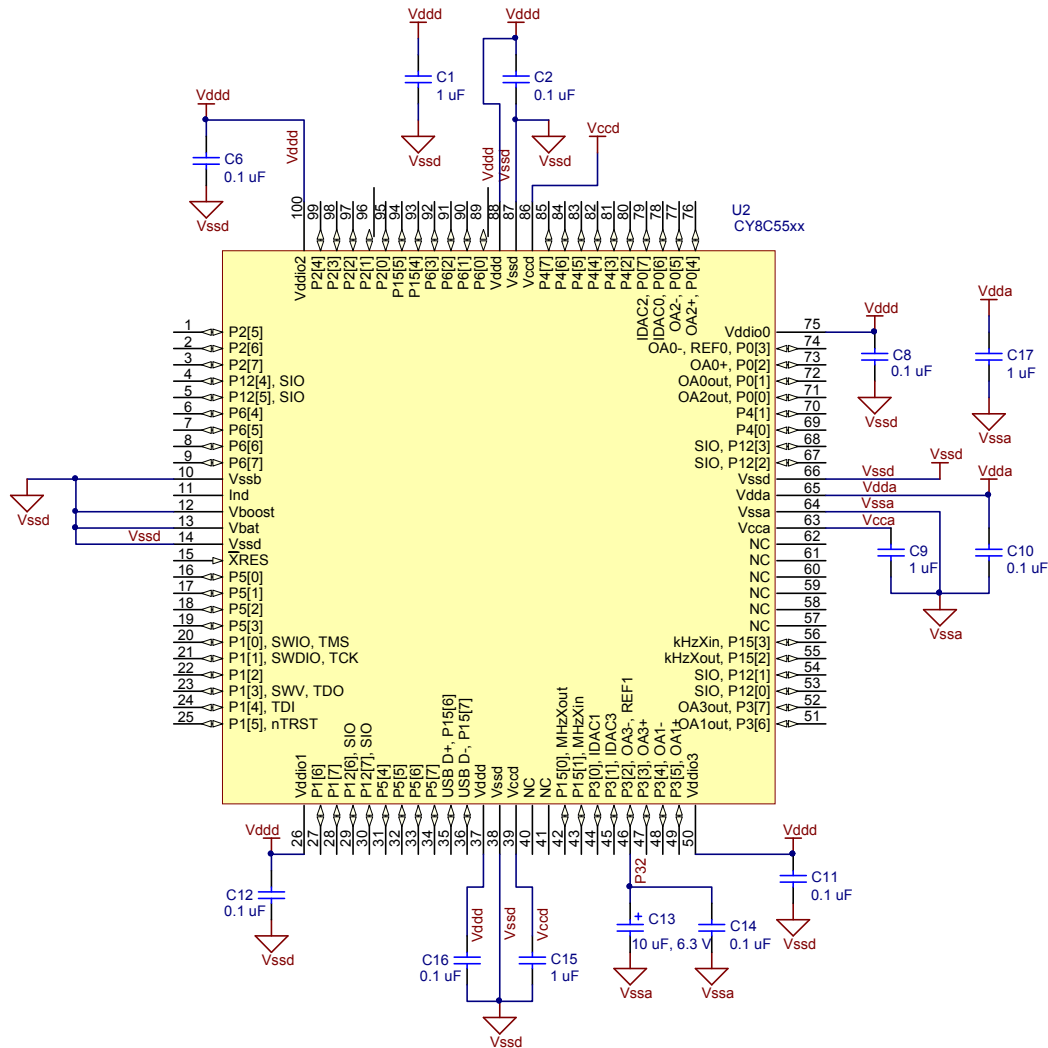 Vddd
C1
1 uF
Vssd
Vddd
C2
0.1 uF
Vssd
Vddd
C6
0.1 uF
Vssd
Vddd
Vddd
Vssd
Vccd
U2
CY8C55xx
100
99
98
97
96
95
94
93
92
91
90
89
88
87
86
85
84
83
82
81
80
79
78
77
76
Vddio2
P2[4]
P2[3]
P2[2]
P2[1]
P2[0]
P15[5]
P15[4]
P6[3]
P6[2]
P6[1]
P6[0]
Vddd
Vssd
Vccd
P4[7]
P4[6]
P4[5]
P4[4]
P4[3]
P4[2]
IDAC2, P0[7]
IDAC0, P0[6]
OA2-, P0[5]
OA2+, P0[4]
1 P2[5]
2 P2[6]
3 P2[7]
4 P12[4], SIO
5 P12[5], SIO
6 P6[4]
7 P6[5]
8 P6[6]
9 P6[7]
10 Vssb
11 Ind
12 Vboost
13 Vbat
Vssd 14 Vssd
15 XRES
16 P5[0]
17 P5[1]
18 P5[2]
19 P5[3]
20 P1[0], SWIO, TMS
21 P1[1], SWDIO, TCK
22 P1[2]
23 P1[3], SWV, TDO
24 P1[4], TDI
25 P1[5], nTRST
Vssd
Vddio0 75
OA0-, REF0, P0[3] 74
OA0+, P0[2] 73
OA0out, P0[1] 72
OA2out, P0[0] 71
P4[1] 70
P4[0] 69
SIO, P12[3] 68
SIO, P12[2] 67
Vssd 66 Vssd
Vdda 65 Vdda
Vssa 64 Vssa
Vcca 63 Vcca
NC 62
NC 61
NC 60
NC 59
NC 58
NC 57
kHzXin, P15[3] 56
kHzXout, P15[2] 55
SIO, P12[1] 54
SIO, P12[0] 53
OA3out, P3[7] 52
OA1out, P3[6] 51
Vddd
C8
0.1 uF
Vssd
Vdda
C17
1 uF
Vssa
Vssd
Vdda
C9
1 uF
C10
0.1 uF
Vssa
Vddio1
P1[6]
P1[7]
P12[6], SIO
P12[7], SIO
P5[4]
P5[5]
P5[6]
P5[7]
USB D+, P15[6]
USB D-, P15[7]
Vddd
Vssd
Vccd
NC
NC
P15[0], MHzXout
P15[1], MHzXin
P3[0], IDAC1
P3[1], IDAC3
P3[2], OA3-, REF1
P3[3], OA3+
P3[4], OA1-
P3[5], OA1+
Vddio3
26
27
28
29
30
31
32
33
34
35
36
37
38
39
40
41
42
43
44
45
46
47
48
49
50
Vddd
C12
0.1 uF
Vssd
Vddd
Vssd
Vccd
C16
0.1 uF
C15
1 uF
Vssd
P32
+
C13
10 uF, 6.3 V
Vssa
C14
0.1 uF
Vssa
Vddd
C11
0.1 uF
Vssd